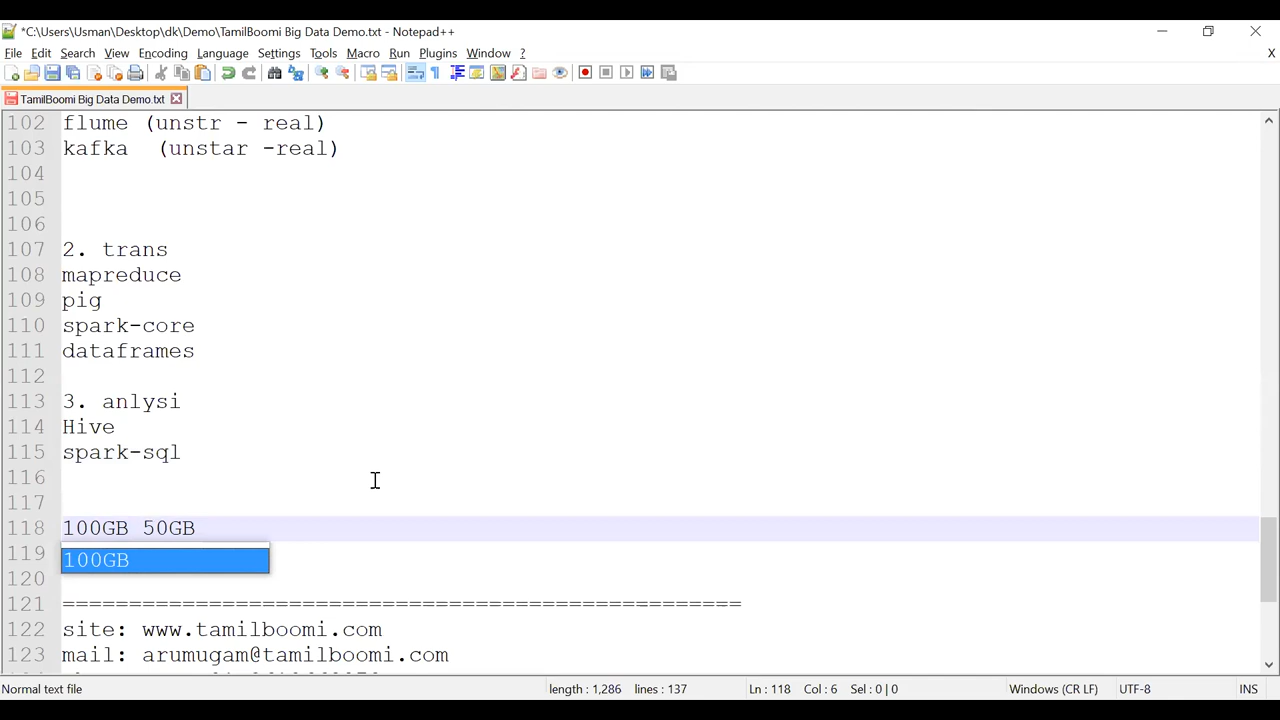 *C:\Users\Usman\Desktop\dk\Demo\TamilBoomi Big Data Demo.txt - Notepad++
File Edit Search View Encoding Language Settings Tools Macro Run Plugins Window ? X
TamilBoomi Big Data Demo.txt
102 flume (unstr - real)
103 kafka (unstar -real)
104
105
106
107 2. trans
108 mapreduce
109 pig
110 spark-core
111 dataframes
112
113 3. anlysi
114 Hive
115 spark-sql
116
117
118 100GB 50GB
119 100GB
120
121 ===================================================
122 site: www.tamilboomi.com
123 mail: arumugam@tamilboomi.com
Normal text file length : 1,286 lines : 137 Ln : 118 Col : 6 Sel : 0 | 0 Windows (CR LF) UTF-8 INS